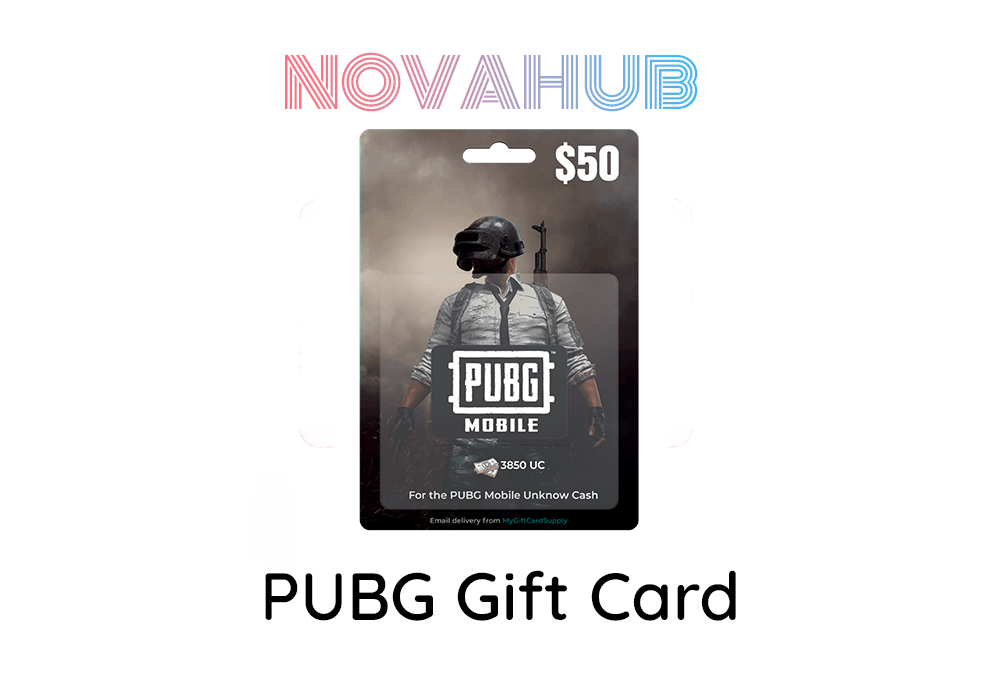 NOVAHUB
$50
PUBG
™
MOBILE
3850 UC
For the PUBG Mobile Unknow Cash
Email delivery from MyGiftCardSupply
PUBG Gift Card